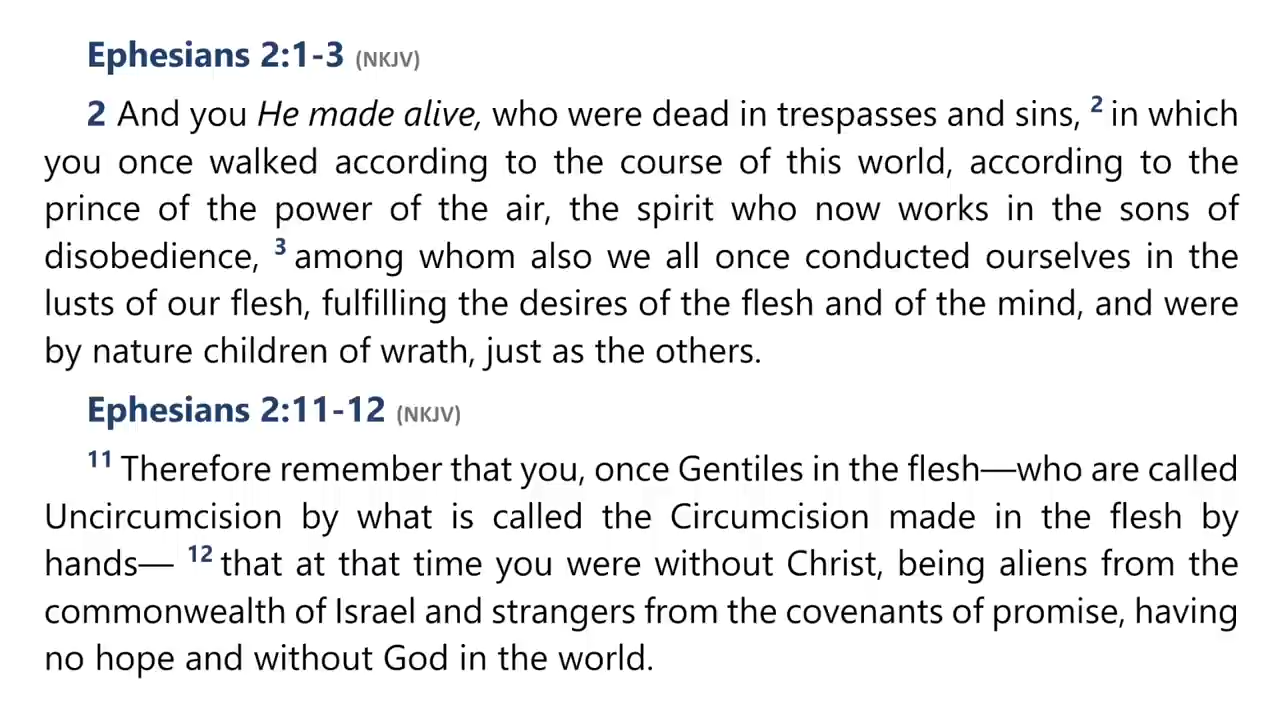 Ephesians 2:1-3 (NKJV)
2 And you He made alive, who were dead in trespasses and sins, 2 in which
you once walked according to the course of this world, according to the
prince of the power of the air, the spirit who now works in the sons of
disobedience, 3 among whom also we all once conducted ourselves in the
lusts of our flesh, fulfilling the desires of the flesh and of the mind, and were
by nature children of wrath, just as the others.
Ephesians 2:11-12 (NKJV)
11 Therefore remember that you, once Gentiles in the flesh—who are called
Uncircumcision by what is called the Circumcision made in the flesh by
hands— 12 that at that time you were without Christ, being aliens from the
commonwealth of Israel and strangers from the covenants of promise, having
no hope and without God in the world.